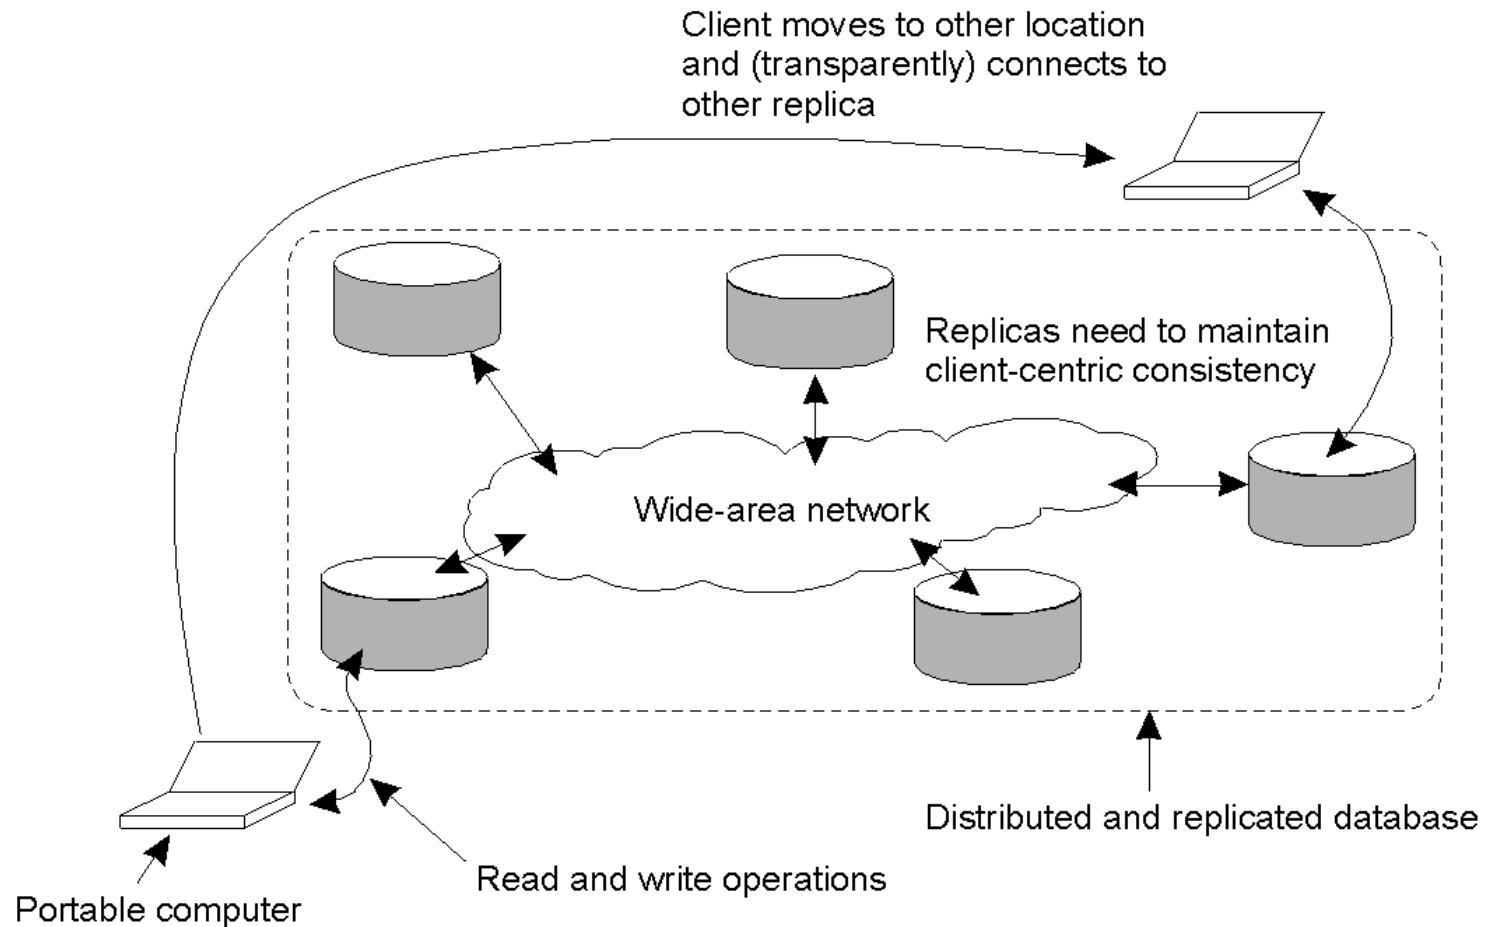 Client moves to other location
and (transparently) connects to
other replica
Replicas need to maintain
client-centric consistency
Wide-area network
Distributed and replicated database
Read and write operations
Portable computer